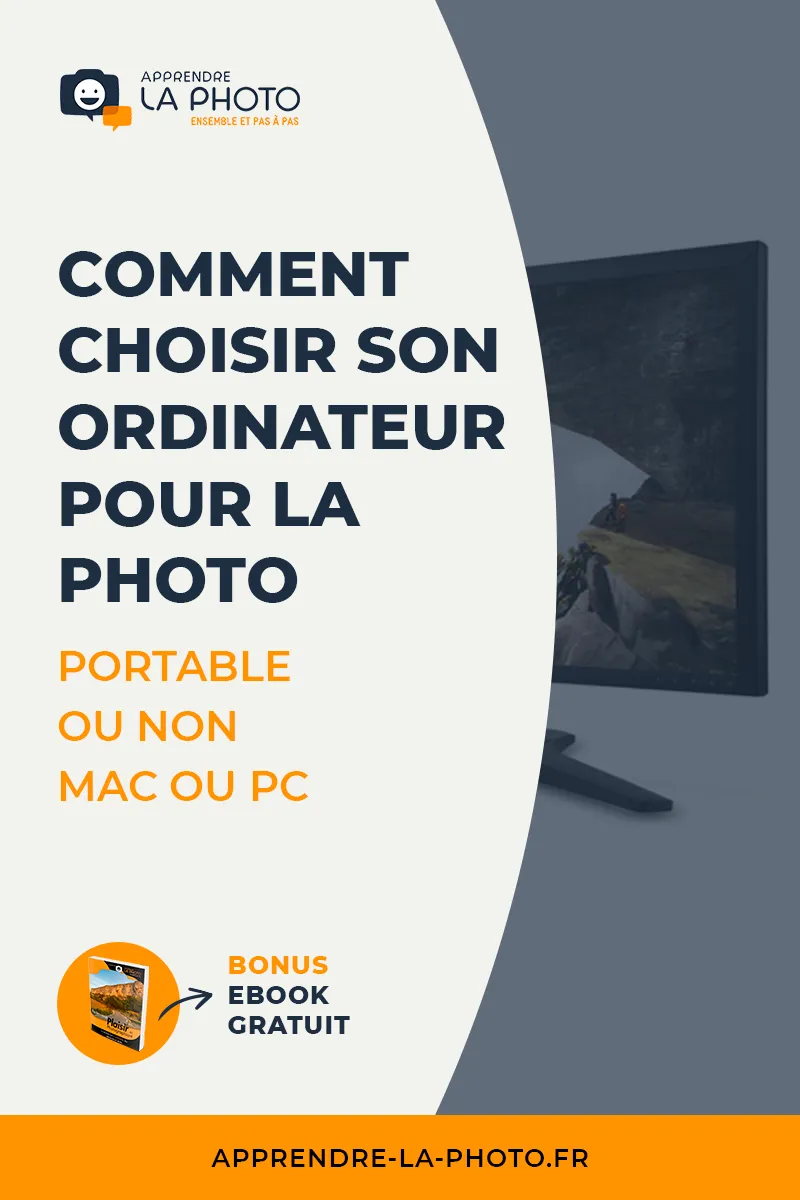 APPRENDRE
LA PHOTO
ENSEMBLE ET PAS À PAS
COMMENT
CHOISIR SON
ORDINATEUR
POUR LA
PHOTO
PORTABLE
OU NON
MAC OU PC
Plaisir
BONUS
EBOOK
GRATUIT
APPRENDRE-LA-PHOTO.FR